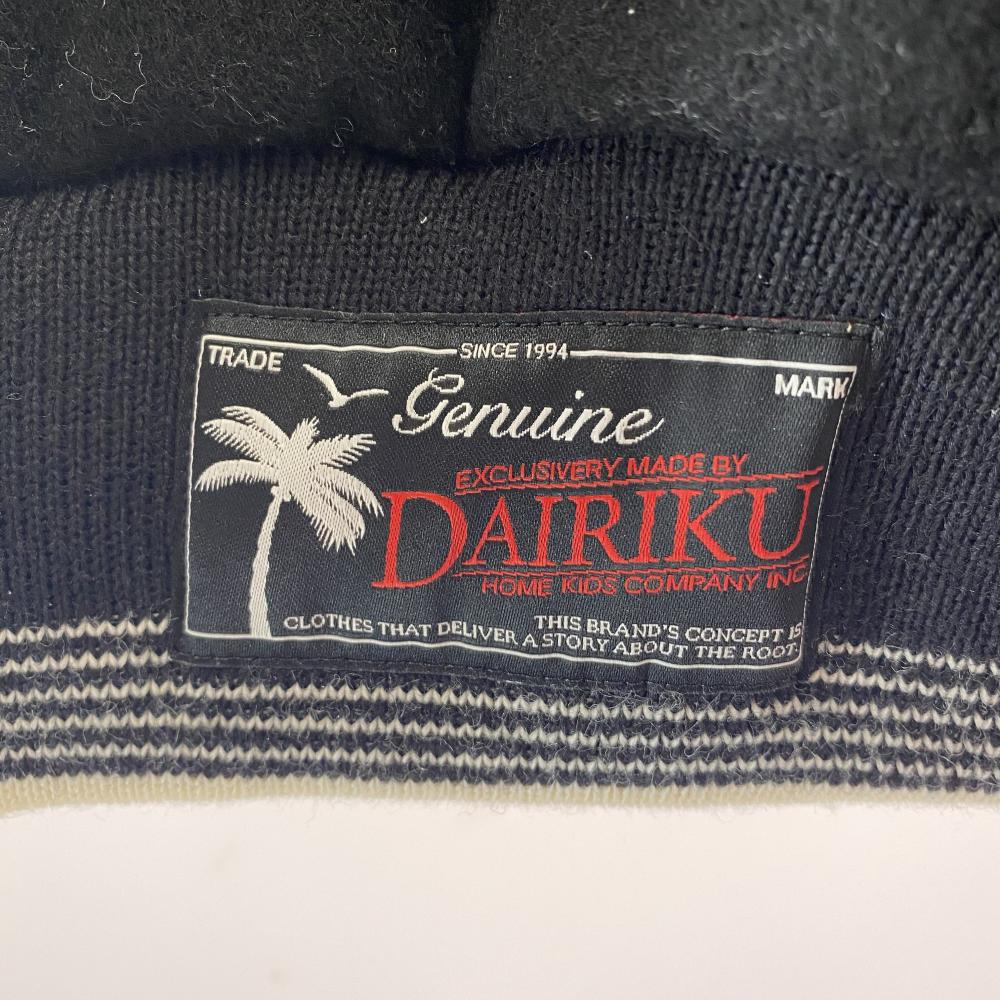 SINCE 1994
TRADE
MARK
Genuine
EXCLUSIVERY MADE BY
DAIRIKU
HOME KIDS COMPANY INC
THIS BRAND'S CONCEPT IS
CLOTHES THAT DELIVER A STORY ABOUT THE ROOT.